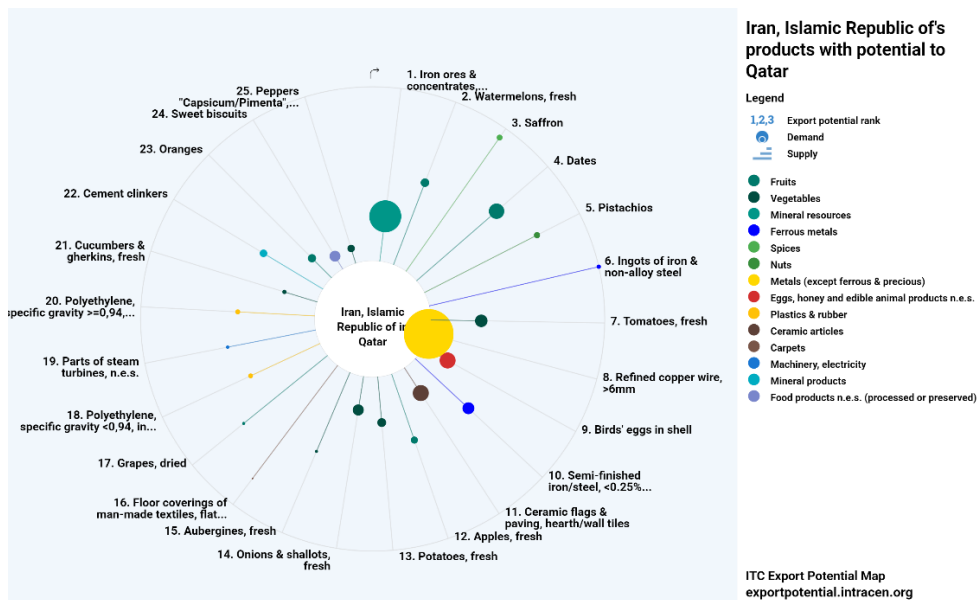 Iran, Islamic Republic of's
products with potential to
Qatar
Legend
1,2,3 Export potential rank
Demand
Supply
Fruits
Vegetables
Mineral resources
Ferrous metals
Spices
Nuts
Metals (except ferrous & precious)
Eggs, honey and edible animal products n.e.s.
Plastics & rubber
Ceramic articles
Carpets
Machinery, electricity
Mineral products
Food products n.e.s. (processed or preserved)
1. Iron ores &
concentrates,...
2. Watermelons, fresh
3. Saffron
4. Dates
5. Pistachios
6. Ingots of iron &
non-alloy steel
7. Tomatoes, fresh
8. Refined copper wire,
>6mm
9. Birds' eggs in shell
10. Semi-finished
iron/steel, <0.25%...
11. Ceramic flags &
paving, hearth/wall tiles
12. Apples, fresh
13. Potatoes, fresh
14. Onions & shallots,
fresh
15. Aubergines, fresh
16. Floor coverings of
man-made textiles, flat...
17. Grapes, dried
18. Polyethylene,
specific gravity <0,94, in...
19. Parts of steam
turbines, n.e.s.
20. Polyethylene,
specific gravity >=0,94,...
21. Cucumbers &
gherkins, fresh
22. Cement clinkers
23. Oranges
24. Sweet biscuits
25. Peppers
"Capsicum/Pimenta",...
Iran, Islamic
Republic of
Qatar
ITC Export Potential Map
exportpotential.intracen.org